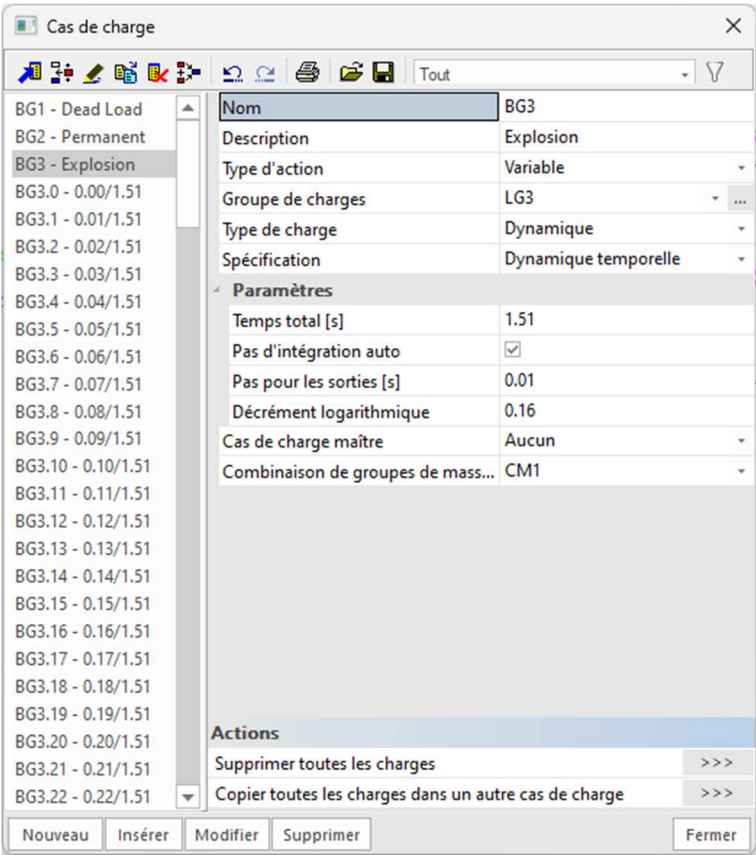 Cas de charge
Tout
BG1 - Dead Load
BG2 - Permanent
BG3 - Explosion
BG3.0 - 0.00/1.51
BG3.1 - 0.01/1.51
BG3.2 - 0.02/1.51
BG3.3 - 0.03/1.51
BG3.4 - 0.04/1.51
BG3.5 - 0.05/1.51
BG3.6 - 0.06/1.51
BG3.7 - 0.07/1.51
BG3.8 - 0.08/1.51
BG3.9 - 0.09/1.51
BG3.10 - 0.10/1.51
BG3.11 - 0.11/1.51
BG3.12 - 0.12/1.51
BG3.13 - 0.13/1.51
BG3.14 - 0.14/1.51
BG3.15 - 0.15/1.51
BG3.16 - 0.16/1.51
BG3.17 - 0.17/1.51
BG3.18 - 0.18/1.51
BG3.19 - 0.19/1.51
BG3.20 - 0.20/1.51
BG3.21 - 0.21/1.51
BG3.22 - 0.22/1.51
Nom BG3
Description Explosion
Type d'action Variable
Groupe de charges LG3 ...
Type de charge Dynamique
Spécification Dynamique temporelle
Paramètres
Temps total [s] 1.51
Pas d'intégration auto
Pas pour les sorties [s] 0.01
Décrément logarithmique 0.16
Cas de charge maître Aucun
Combinaison de groupes de mass... CM1
Actions
Supprimer toutes les charges >>>
Copier toutes les charges dans un autre cas de charge >>>
Nouveau Insérer Modifier Supprimer Fermer